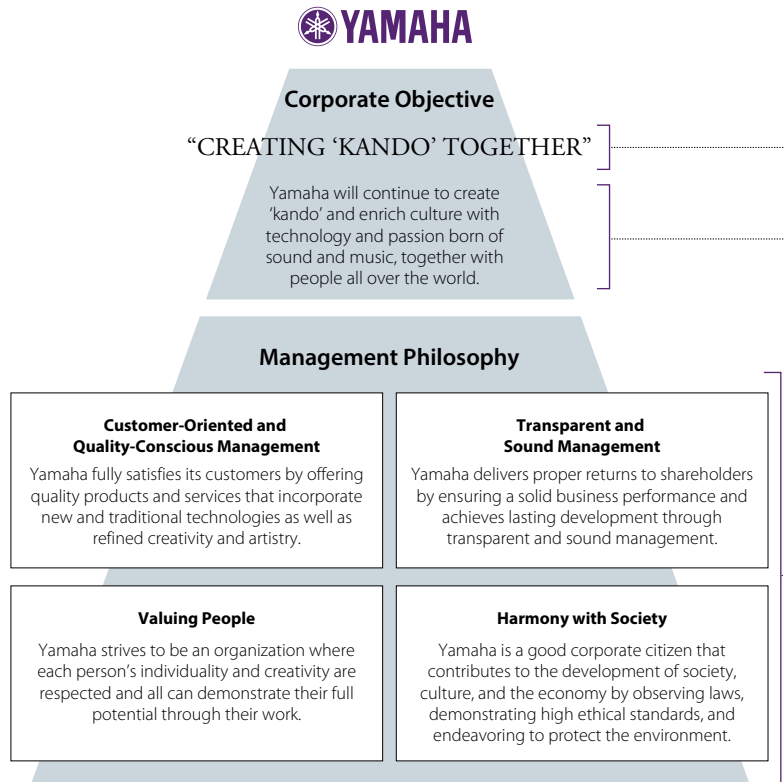 YAMAHA
Corporate Objective
“CREATING ‘KANDO’ TOGETHER”
Yamaha will continue to create
‘kando’ and enrich culture with
technology and passion born of
sound and music, together with
people all over the world.
Management Philosophy
Customer-Oriented and
Quality-Conscious Management
Yamaha fully satisfies its customers by offering
quality products and services that incorporate
new and traditional technologies as well as
refined creativity and artistry.
Transparent and
Sound Management
Yamaha delivers proper returns to shareholders
by ensuring a solid business performance and
achieves lasting development through
transparent and sound management.
Valuing People
Yamaha strives to be an organization where
each person’s individuality and creativity are
respected and all can demonstrate their full
potential through their work.
Harmony with Society
Yamaha is a good corporate citizen that
contributes to the development of society,
culture, and the economy by observing laws,
demonstrating high ethical standards, and
endeavoring to protect the environment.